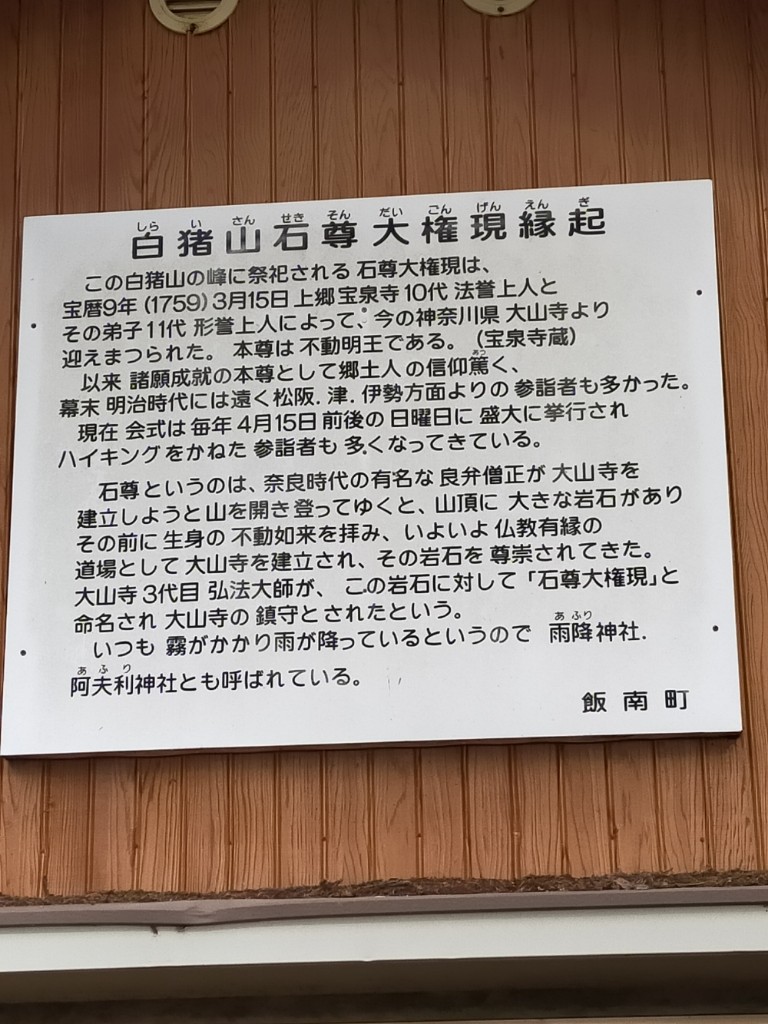 しらいさんせきそんだいごんげんえんぎ
白猪山石尊大権現縁起
この白猪山の峰に祭祀される石尊大権現は、
宝暦9年(1759)3月15日上郷宝泉寺10代 法誉上人と
その弟子11代 形誉上人によって、今の神奈川県 大山寺より
迎えまつられた。本尊は不動明王である。(宝泉寺蔵)
あつ
以来 諸願成就の本尊として郷土人の信仰篤く、
幕末 明治時代には遠く松阪.津.伊勢方面よりの参詣者も多かった。
現在 会式は毎年4月15日前後の日曜日に盛大に挙行され
ハイキングをかねた参詣者も多くなってきている。
石尊というのは、奈良時代の有名な良弁僧正が大山寺を
建立しようと山を開き登ってゆくと、山頂に大きな岩石があり
その前に生身の不動如来を拝み、いよいよ仏教有縁の
道場として大山寺を建立され、その岩石を尊崇されてきた。
大山寺3代目 弘法大師が、この岩石に対して「石尊大権現」と
命名され大山寺の鎮守とされたという。
あふり
いつも霧がかかり雨が降っているというので 雨降神社.
あふり
阿夫利神社とも呼ばれている。
飯南町